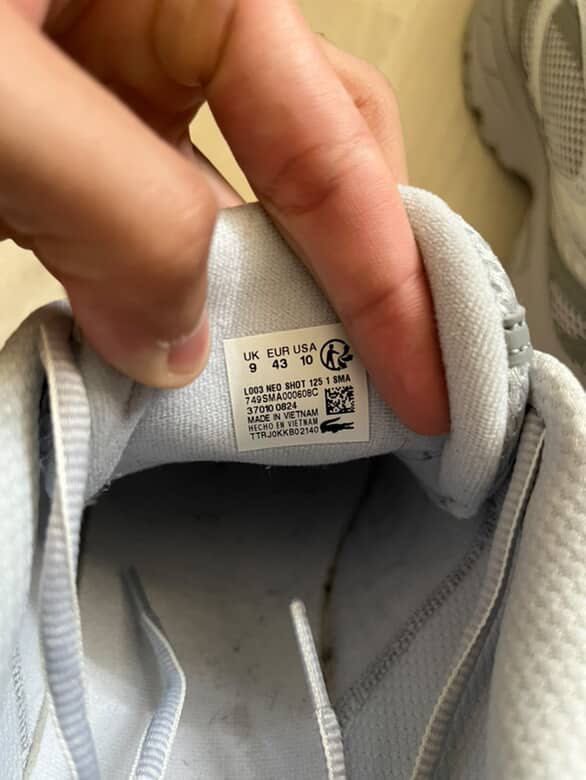 UK EUR USA
9 43 10
L003 NEO SHOT 125 1 SMA
749SMA000608C
37010 0824
MADE IN VIETNAM
HECHO EN VIETNAM
TTRJ0KKB02140